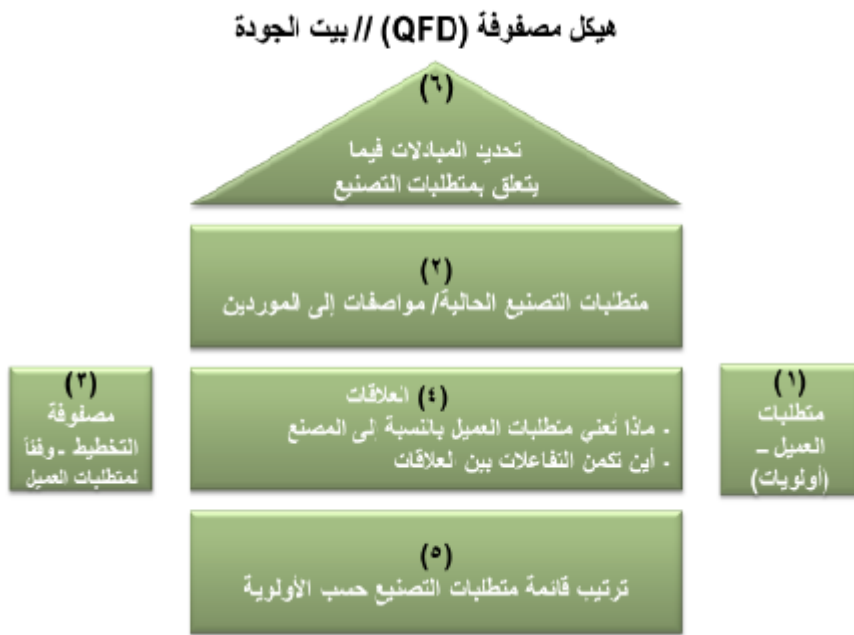 هيكل مصفوفة (QFD) // بيت الجودة
(٦)
تحديد المبادلات فيما
يتعلق بمتطلبات التصنيع
(٢)
متطلبات التصنيع الحالية/ مواصفات إلى الموردين
(١)
متطلبات
العميل –
(أولويات)
(٤) العلاقات
- ماذا تُعني متطلبات العميل بالنسبة إلى المصنع
- أين تكمن التفاعلات بين العلاقات
(٣)
مصفوفة
التخطيط - وفقاً
لمتطلبات العميل
(٥)
ترتيب قائمة متطلبات التصنيع حسب الأولوية